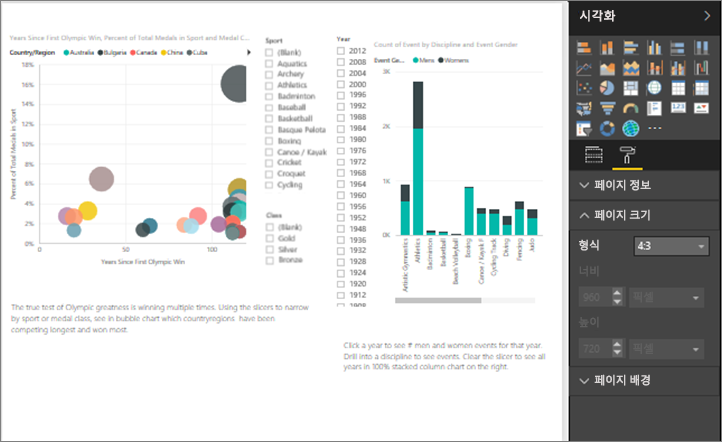 Years Since First Olympic Win, Percent of Total Medals in Sport and Medal C...
Country/Region Australia Bulgaria Canada China Cuba
18%
16%
14%
12%
10%
8%
6%
4%
2%
0%
Percent of Total Medals in Sport
0 50 100
Years Since First Olympic Win
The true test of Olympic greatness is winning multiple times. Using the slicers to narrow
by sport or medal class, see in bubble chart which countryregions have been
competing longest and won most.
Sport
(Blank)
Aquatics
Archery
Athletics
Badminton
Baseball
Basketball
Basque Pelota
Boxing
Canoe / Kayak
Cricket
Croquet
Cycling
Class
(Blank)
Gold
Silver
Bronze
Year
2012
2008
2004
2000
1996
1992
1988
1984
1980
1976
1972
1968
1964
1960
1956
1952
1948
1936
1932
1928
1924
1920
1912
1908
Count of Event by Discipline and Event Gender
Event Ge... Mens Womens
3K
2K
1K
0K
Artistic Gymnastics
Athletics
Badminton
Basketball
Beach Volleyball
Boxing
Canoe / Kayak F
Cycling Track
Diving
Fencing
Judo
Click a year to see # men and women events for that year.
Drill into a discipline to see events. Clear the slicer to see all
years in 100% stacked column chart on the right.
시각화
페이지 정보
페이지 크기
형식 4:3
너비
960 픽셀
높이
720 픽셀
페이지 배경